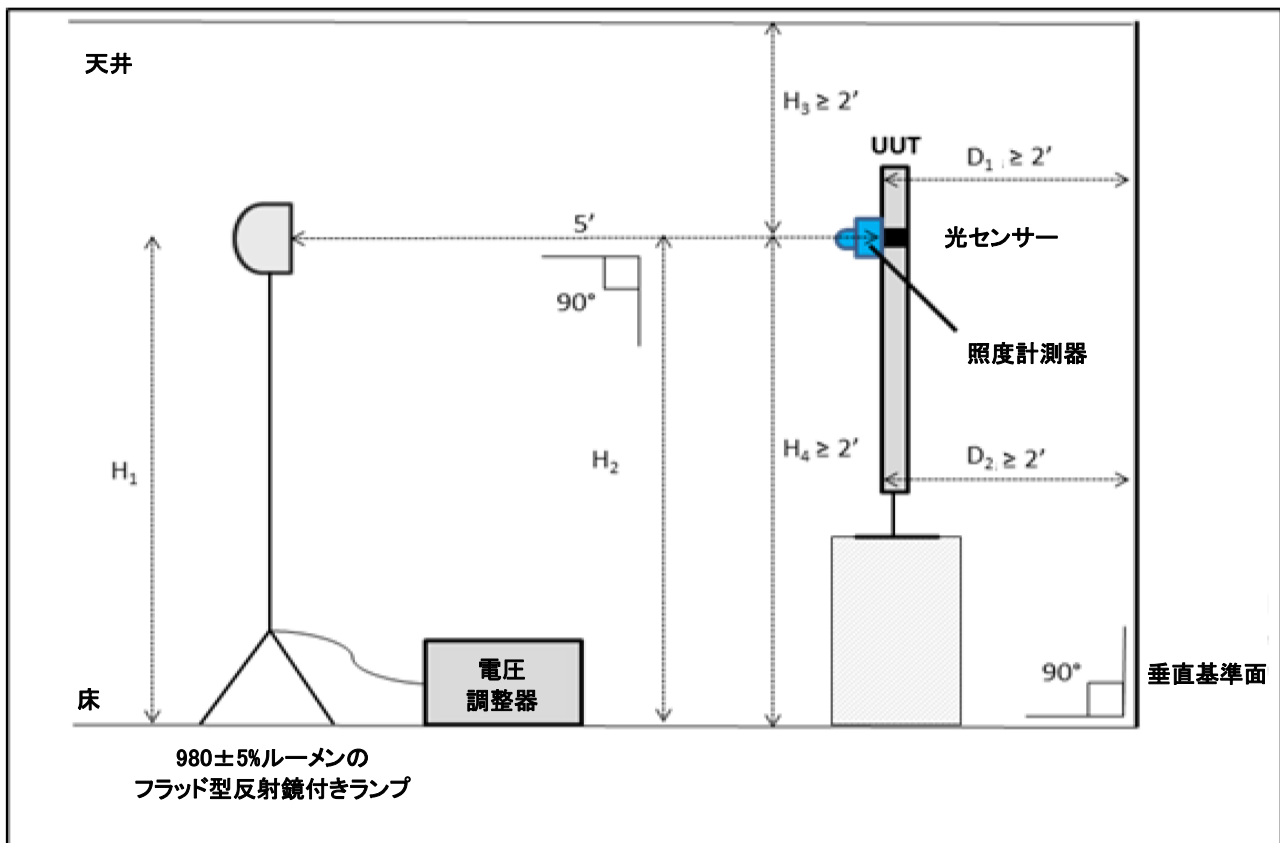 天井
H₃ ≥ 2′
UUT
D₁ ≥ 2′
5′
光センサー
90°
照度計測器
H₁
H₂
H₄ ≥ 2′
D₂ ≥ 2′
電圧
調整器
90°
垂直基準面
床
980±5%ルーメンの
フラッド型反射鏡付きランプ